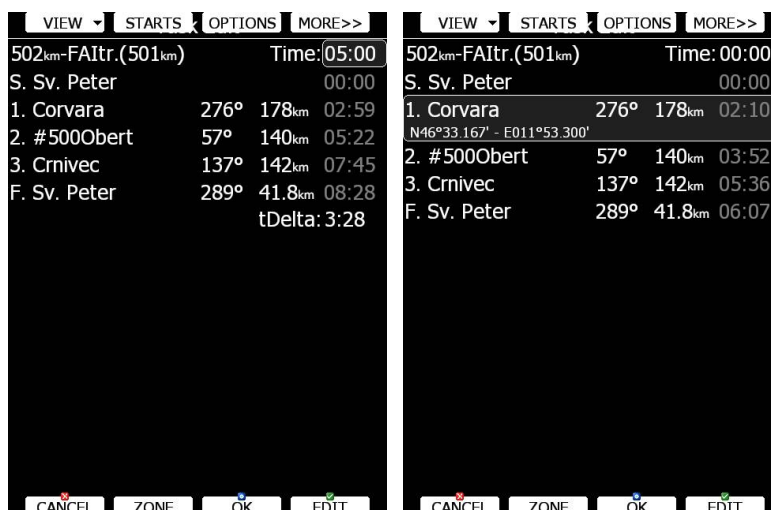 VIEW STARTS OPTIONS MORE>>
502km-FAItr.(501km) Time: 05:00
S. Sv. Peter 00:00
1. Corvara 276° 178km 02:59
2. #500Obert 57° 140km 05:22
3. Crnivec 137° 142km 07:45
F. Sv. Peter 289° 41.8km 08:28
tDelta: 3:28
CANCEL ZONE OK EDIT
VIEW STARTS OPTIONS MORE>>
502km-FAItr.(501km) Time: 00:00
S. Sv. Peter 00:00
1. Corvara 276° 178km 02:10
N46°33.167' - E011°53.300'
2. #500Obert 57° 140km 03:52
3. Crnivec 137° 142km 05:36
F. Sv. Peter 289° 41.8km 06:07
CANCEL ZONE OK EDIT